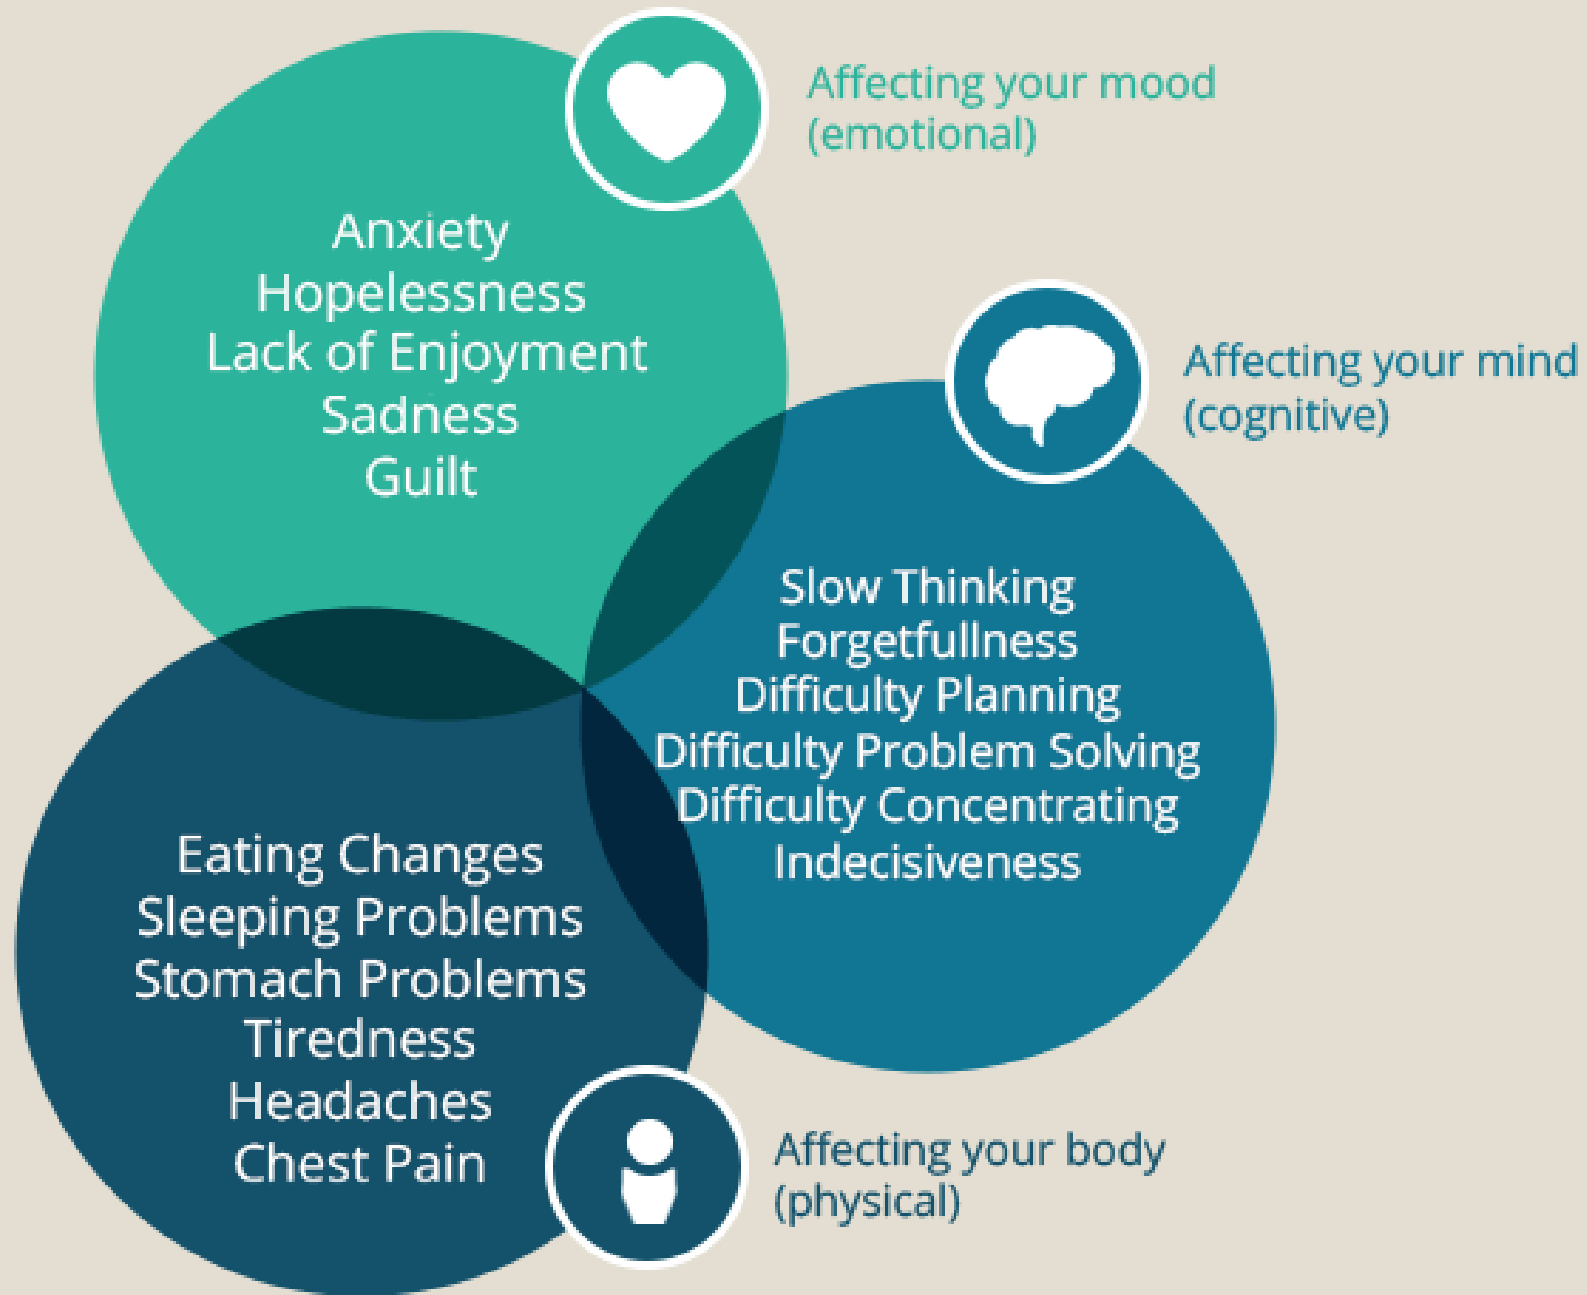 Affecting your mood
(emotional)
Anxiety
Hopelessness
Lack of Enjoyment
Sadness
Guilt
Affecting your mind
(cognitive)
Slow Thinking
Forgetfullness
Difficulty Planning
Difficulty Problem Solving
Difficulty Concentrating
Indecisiveness
Eating Changes
Sleeping Problems
Stomach Problems
Tiredness
Headaches
Chest Pain
Affecting your body
(physical)